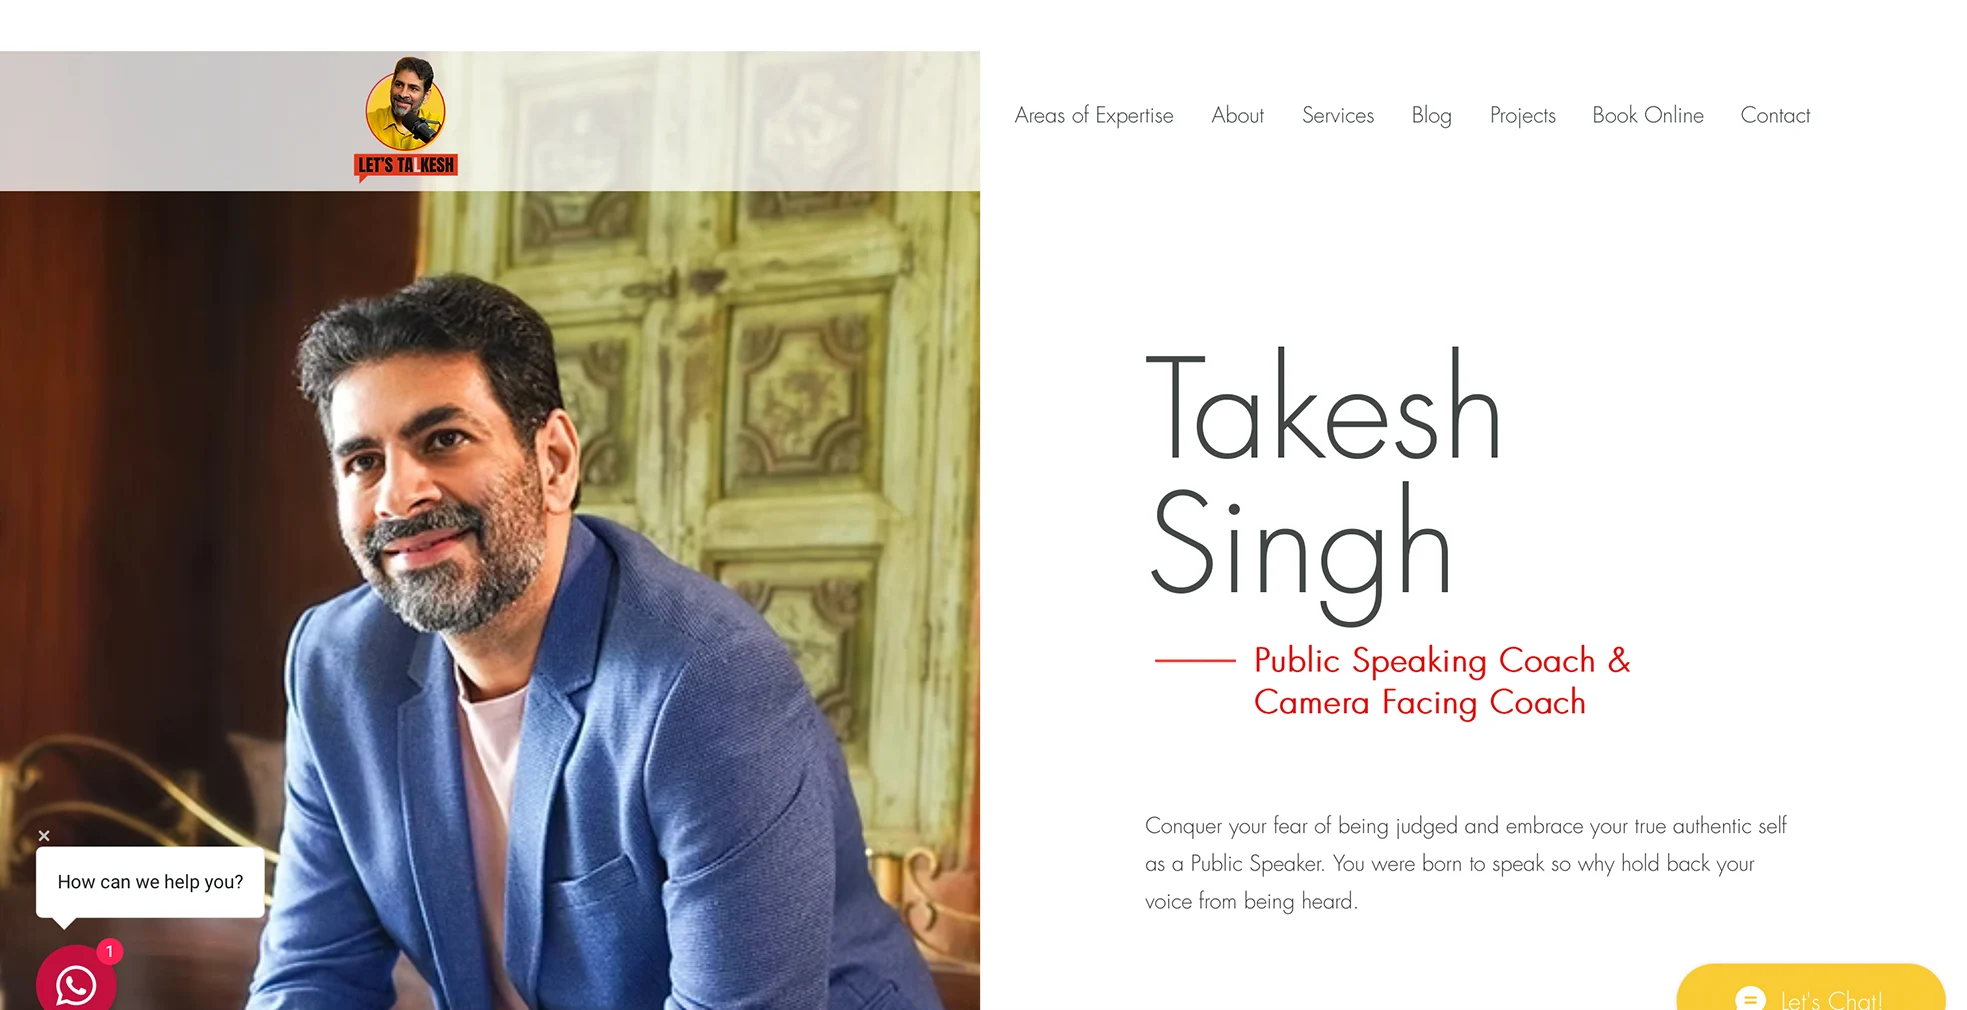 LET'S TALKESH
Areas of Expertise
About
Services
Blog
Projects
Book Online
Contact
Takesh
Singh
Public Speaking Coach &
Camera Facing Coach
Conquer your fear of being judged and embrace your true authentic self
as a Public Speaker. You were born to speak so why hold back your
voice from being heard.
How can we help you?
1
Let's Chat!